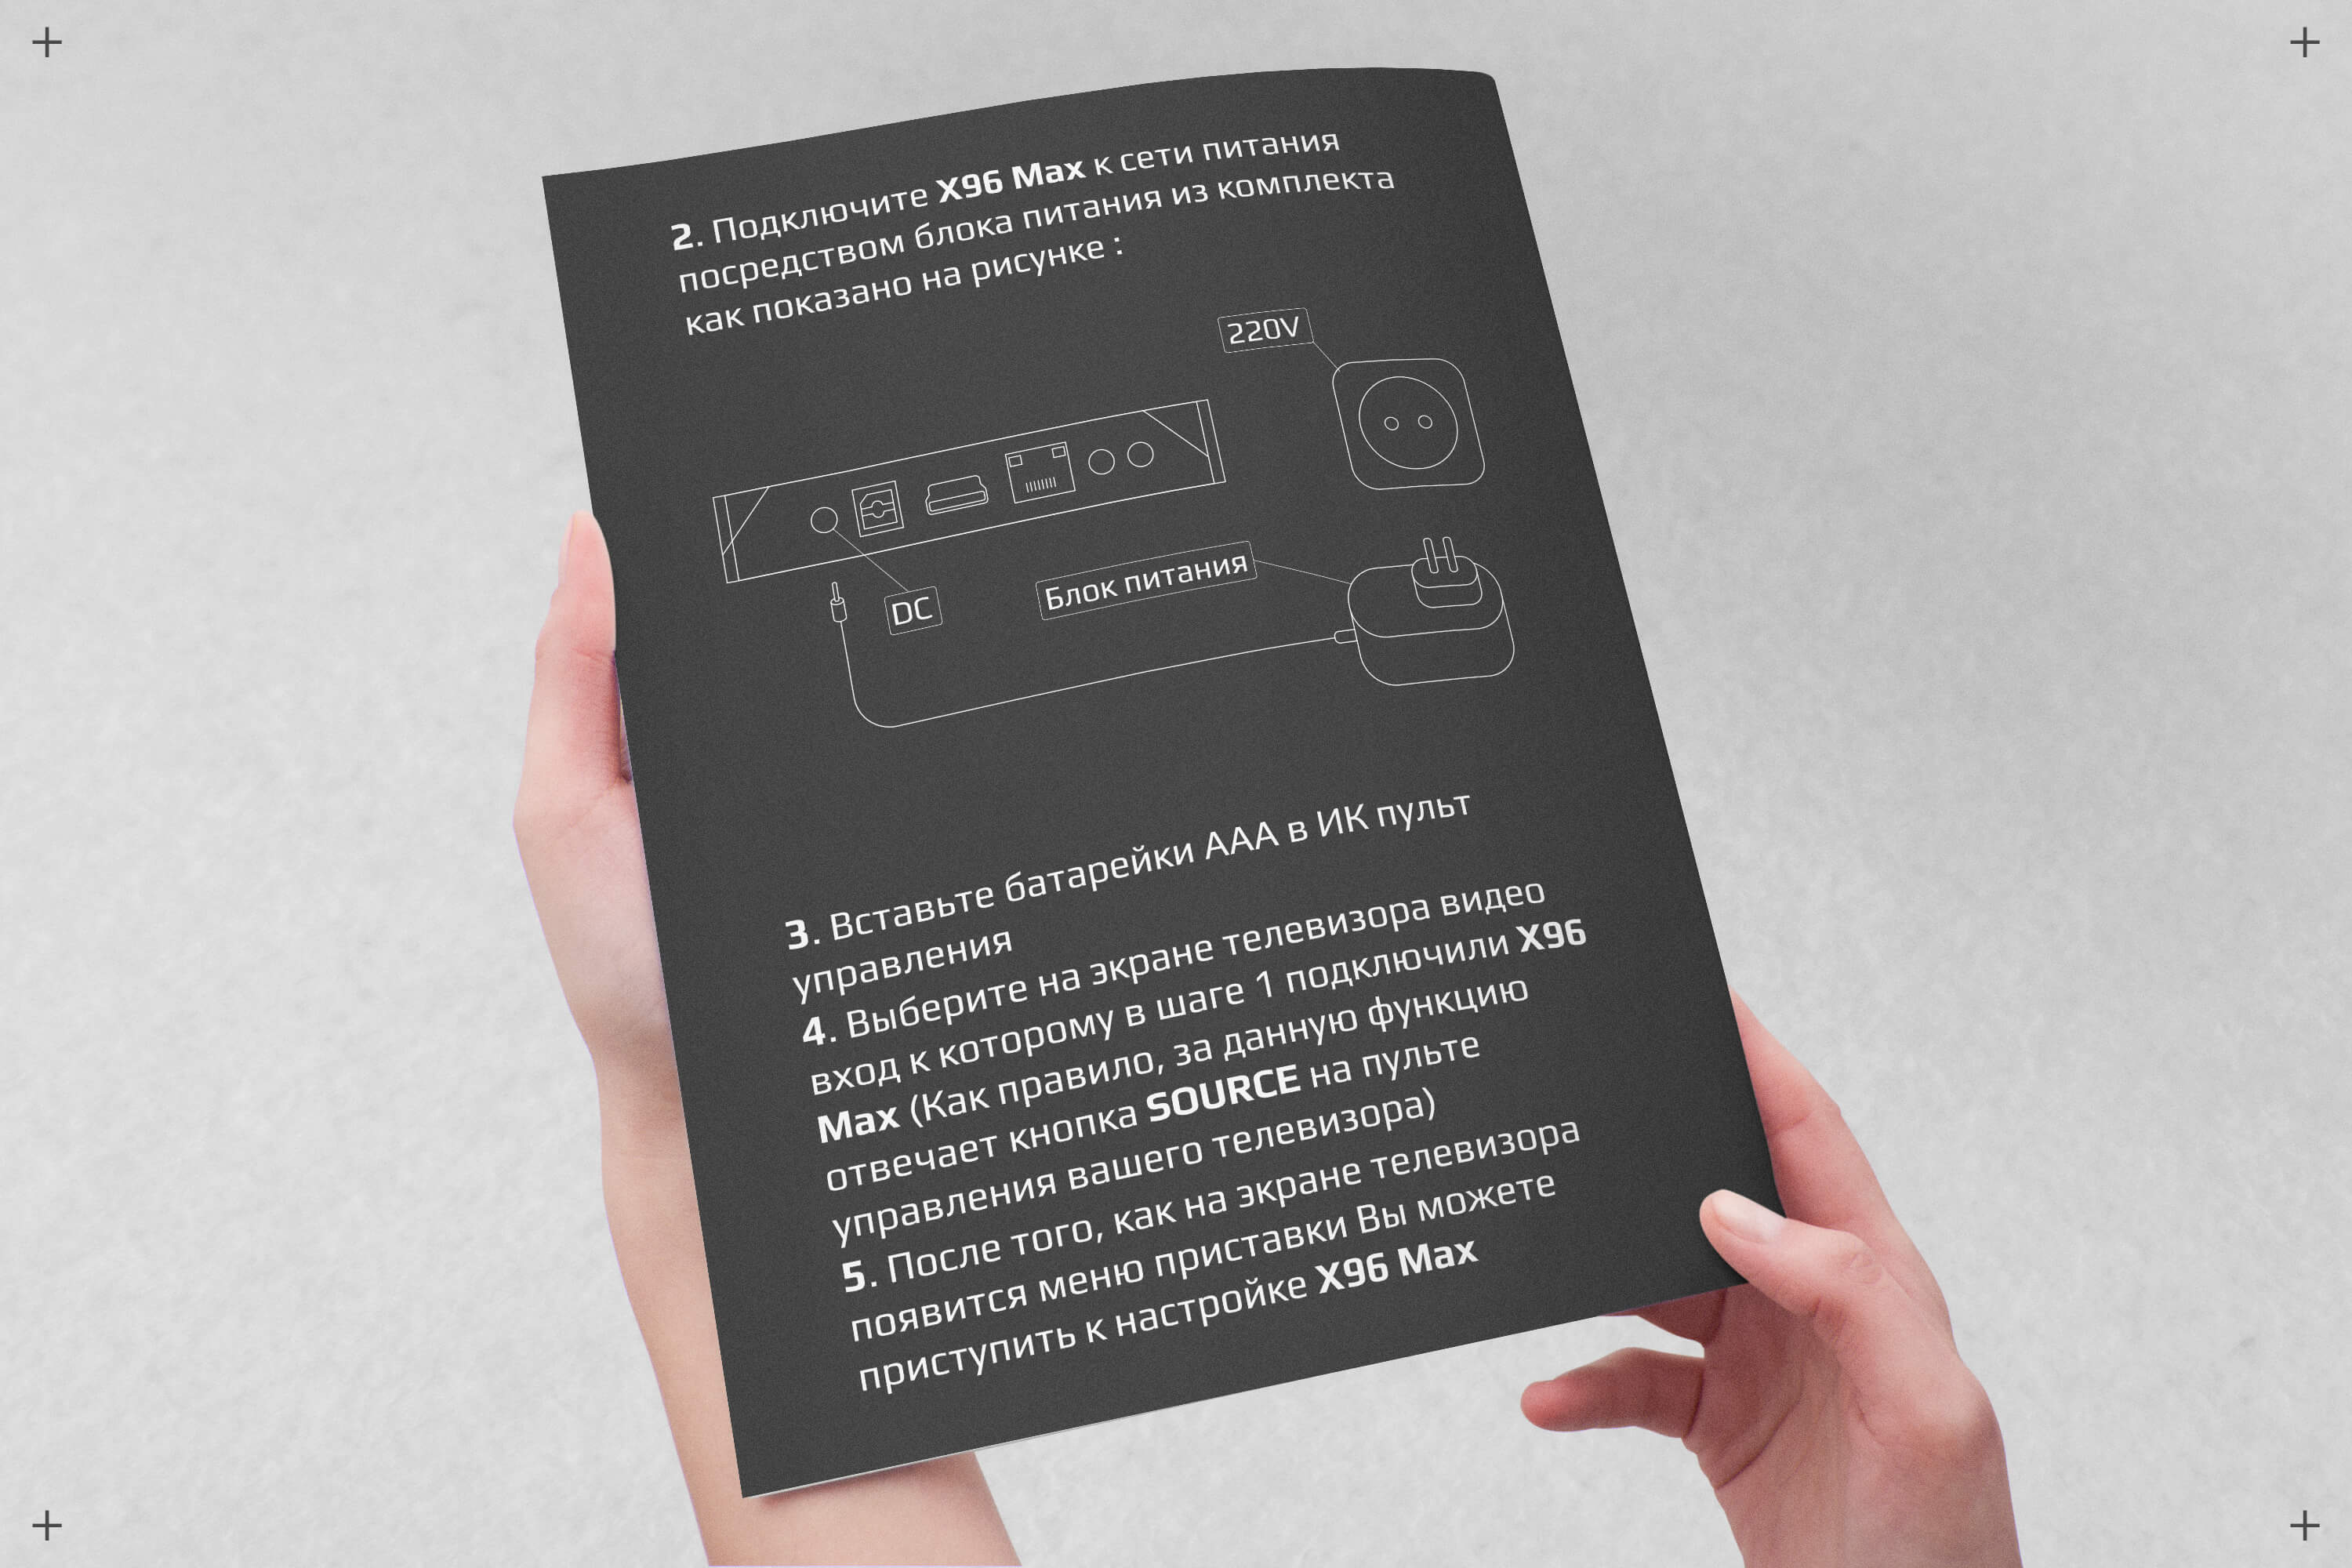 2. Подключите X96 Max к сети питания
посредством блока питания из комплекта
как показано на рисунке :
220V
DC
Блок питания
3. Вставьте батарейки ААА в ИК пульт
управления
4. Выберите на экране телевизора видео
вход к которому в шаге 1 подключили X96
Max (Как правило, за данную функцию
отвечает кнопка SOURCE на пульте
управления вашего телевизора)
5. После того, как на экране телевизора
появится меню приставки Вы можете
приступить к настройке X96 Max